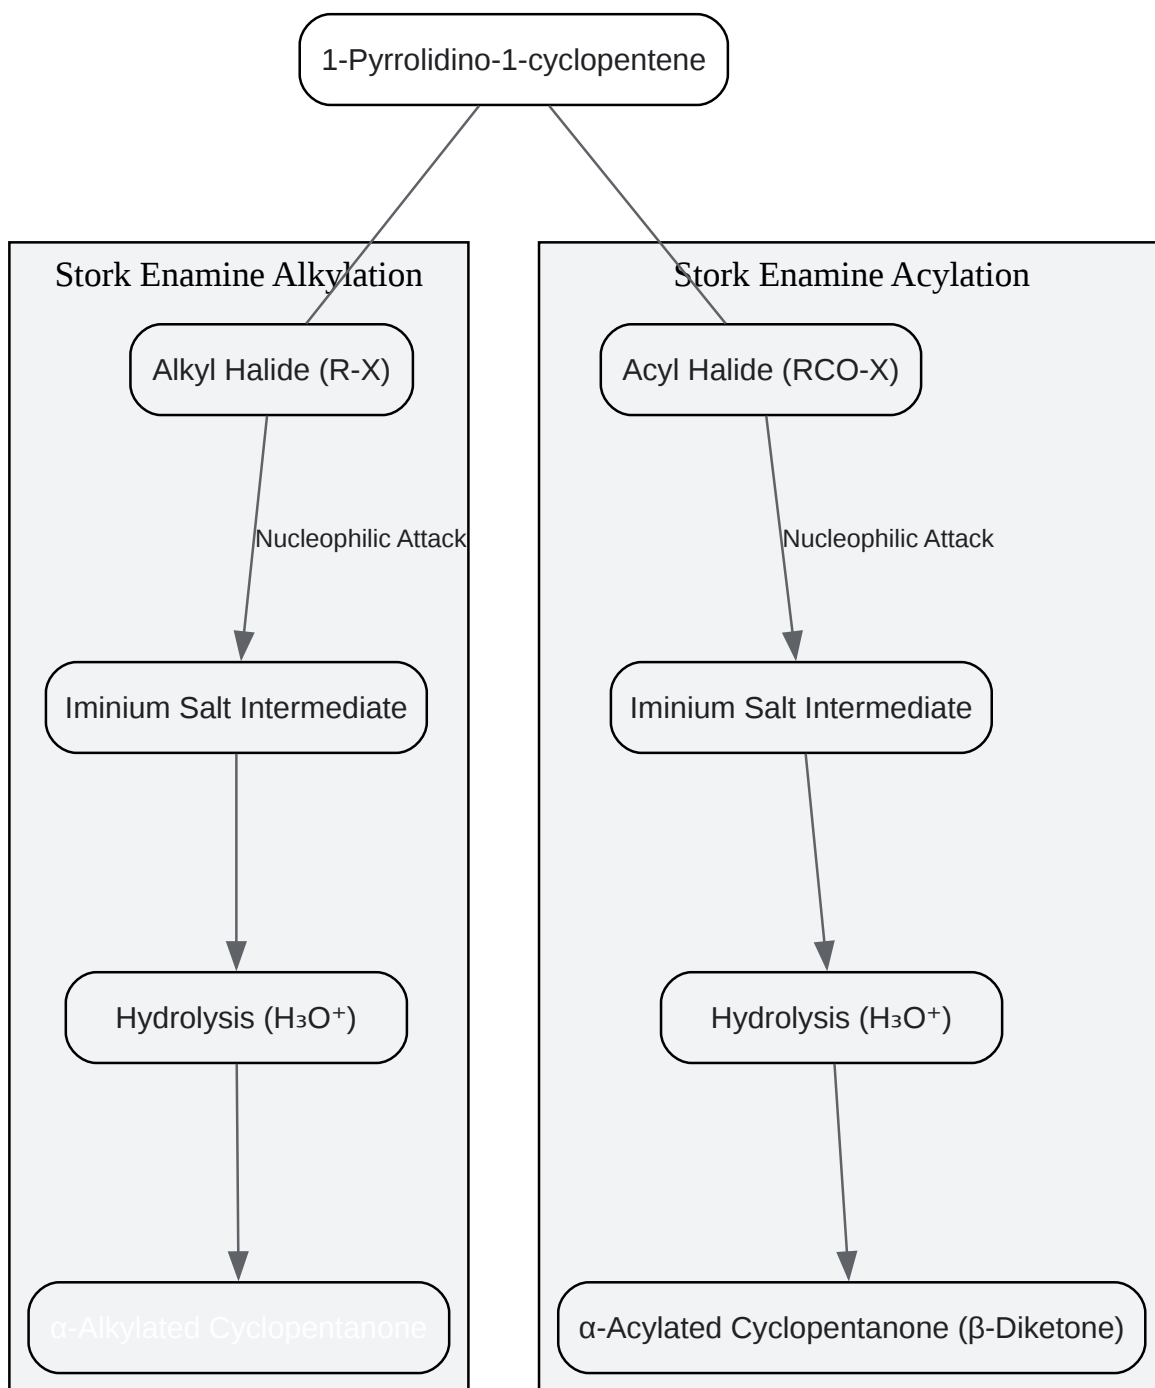 1-Pyrrolidino-1-cyclopentene
Stork Enamine Alkylation
Alkyl Halide (R-X)
Nucleophilic Attack
Iminium Salt Intermediate
Hydrolysis (H₃O⁺)
α-Alkylated Cyclopentanone
Stork Enamine Acylation
Acyl Halide (RCO-X)
Nucleophilic Attack
Iminium Salt Intermediate
Hydrolysis (H₃O⁺)
α-Acylated Cyclopentanone (β-Diketone)